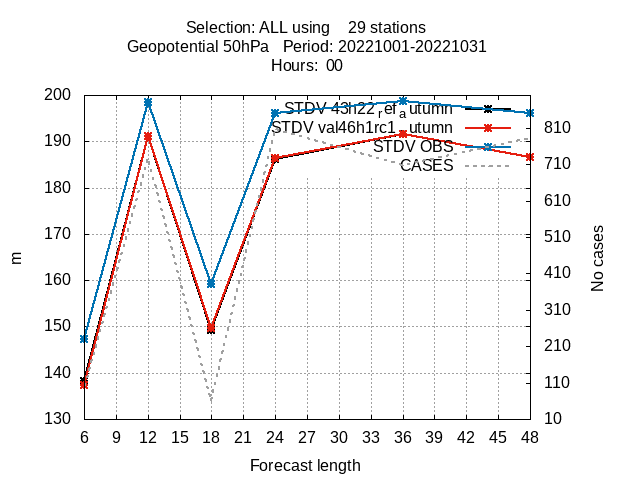 Selection: ALL using 29 stations
Geopotential 50hPa Period: 20221001-20221031
Hours: 00
200
190
180
170
160
150
140
130
m
STDV 43h22_ref_autumn
STDV val46h1rc1_autumn
STDV OBS
CASES
810
710
610
510
410
310
210
110
10
No cases
6 9 12 15 18 21 24 27 30 33 36 39 42 45 48
Forecast length